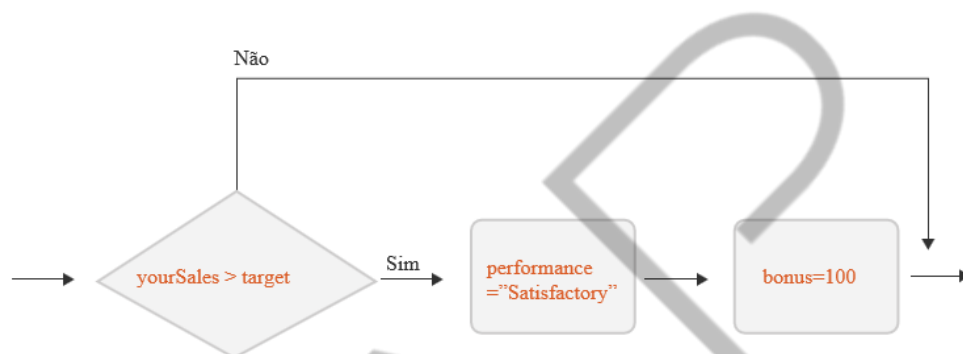 Não
yourSales > target
Sim
performance
=”Satisfactory”
bonus=100